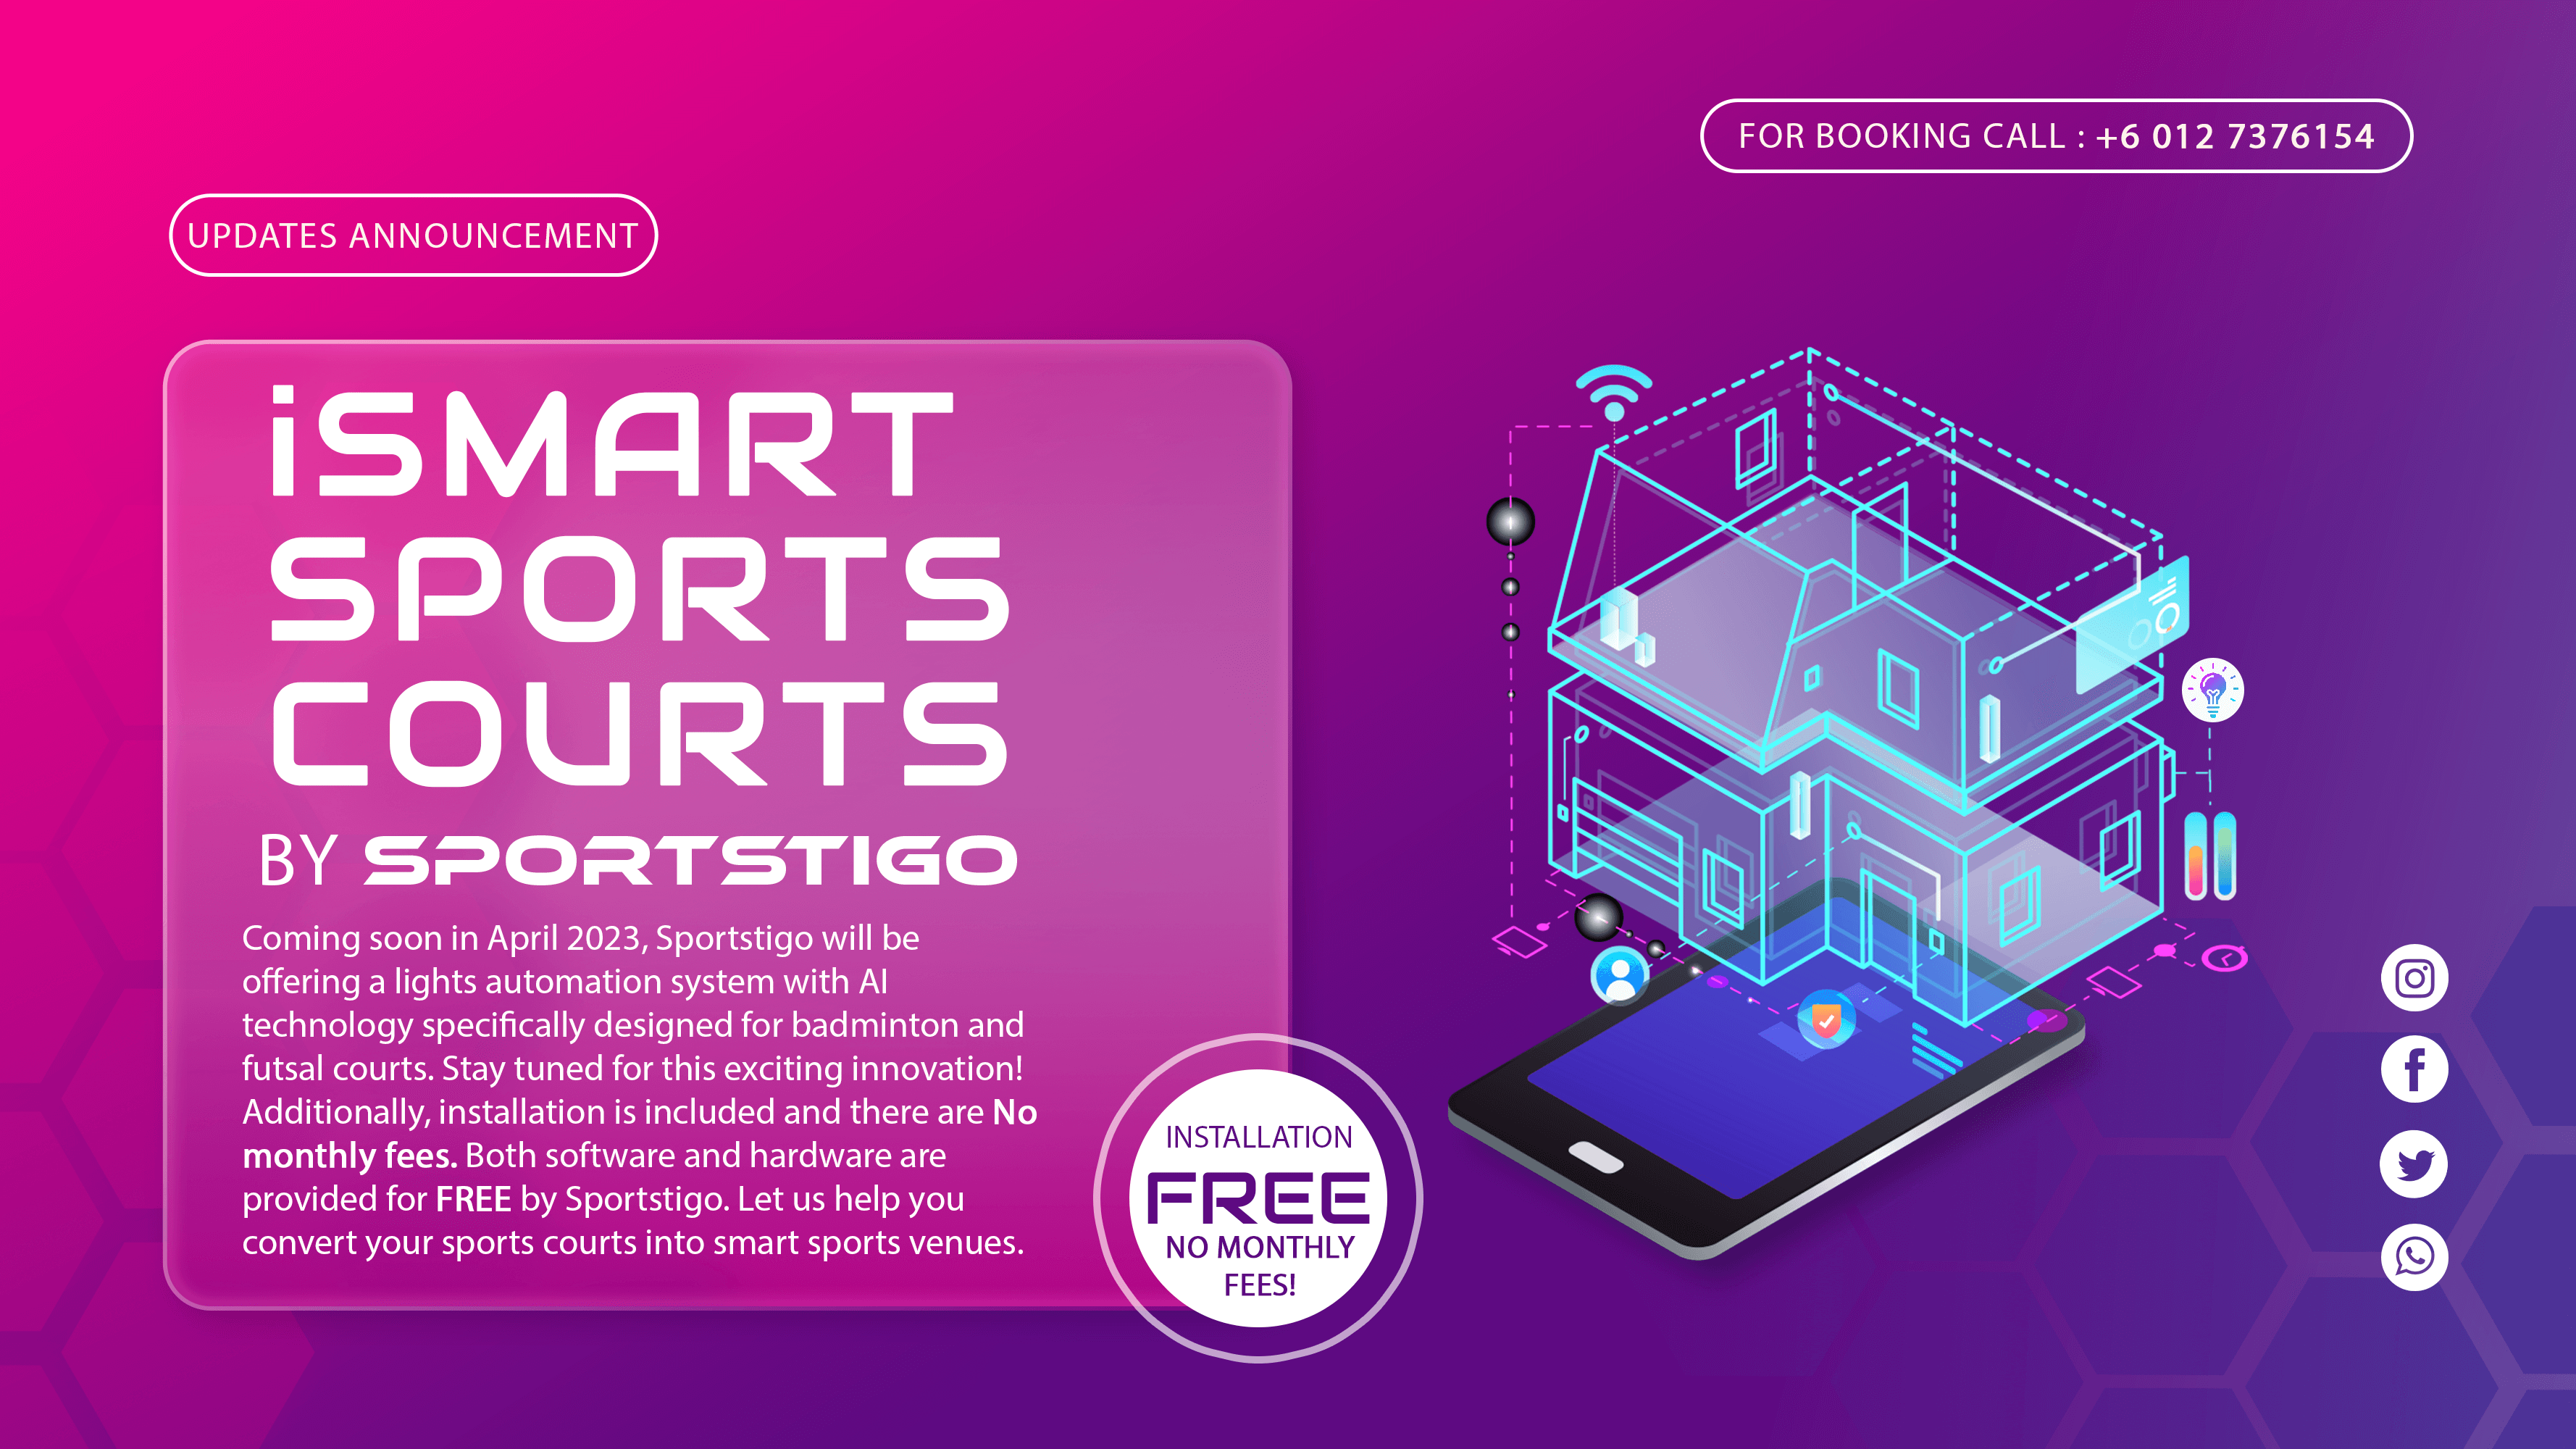 FOR BOOKING CALL : +6 012 7376154
UPDATES ANNOUNCEMENT
iSMART
SPORTS
COURTS
BY SPORTSTIGO
Coming soon in April 2023, Sportstigo will be
offering a lights automation system with AI
technology specifically designed for badminton and
futsal courts. Stay tuned for this exciting innovation!
Additionally, installation is included and there are No
monthly fees. Both software and hardware are
provided for FREE by Sportstigo. Let us help you
convert your sports courts into smart sports venues.
INSTALLATION
FREE
NO MONTHLY
FEES!